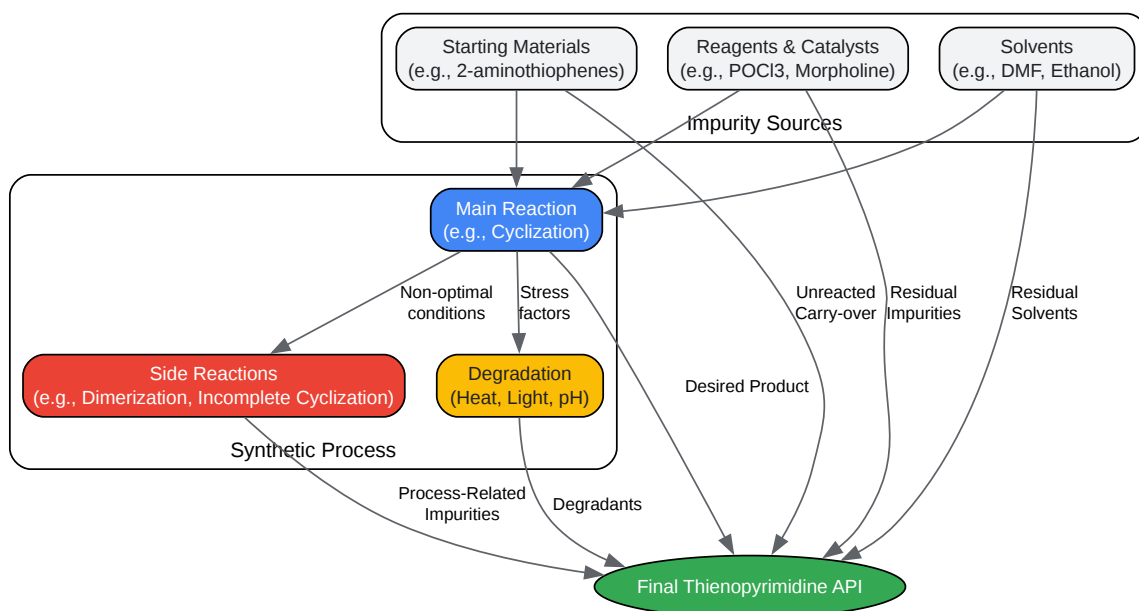 Starting Materials
(e.g., 2-aminothiophenes)
Reagents & Catalysts
(e.g., POCl3, Morpholine)
Solvents
(e.g., DMF, Ethanol)
Impurity Sources
Main Reaction
(e.g., Cyclization)
Non-optimal
conditions
Stress
factors
Unreacted
Carry-over
Residual
Impurities
Residual
Solvents
Side Reactions
(e.g., Dimerization, Incomplete Cyclization)
Degradation
(Heat, Light, pH)
Desired Product
Synthetic Process
Process-Related
Impurities
Degradants
Final Thienopyrimidine API